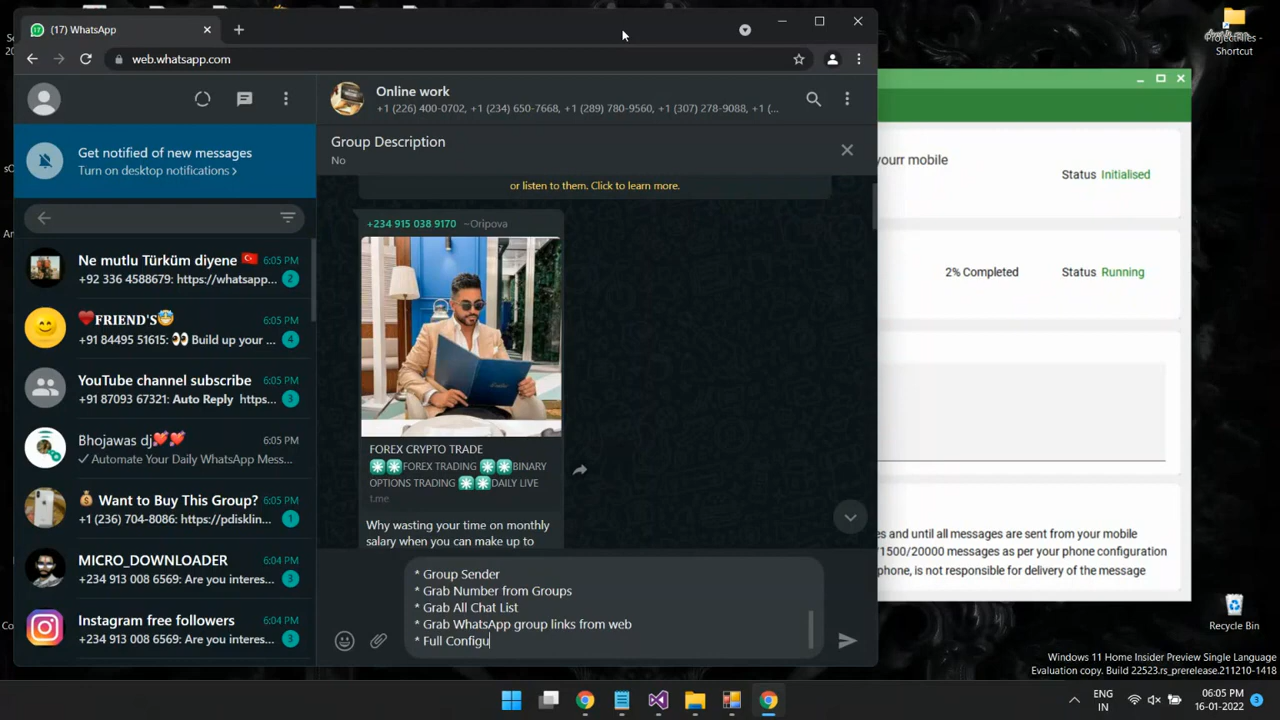 (17) WhatsApp
web.whatsapp.com
Online work
+1 (226) 400-0702, +1 (234) 650-7668, +1 (289) 780-9560, +1 (307) 278-9088, +1 (...
Get notified of new messages
Turn on desktop notifications >
Group Description
No
or listen to them. Click to learn more.
Ne mutlu Türküm diyene 🇹🇷 6:05 PM
+92 336 4588679: https://whatsapp... 2
❤️𝐅𝐑𝐈𝐄𝐍𝐃'𝐒🤠 6:05 PM
+91 84495 51615: 👀 Build up your ... 4
YouTube channel subscribe 6:05 PM
+91 87093 67321: Auto Reply https... 3
Bhojawas dj💞💞 6:05 PM
✓ Automate Your Daily WhatsApp Mess...
💰 Want to Buy This Group? 6:05 PM
+1 (236) 704-8086: https://pdisklin... 1
MICRO_DOWNLOADER 6:04 PM
+234 913 008 6569: Are you interes... 3
Instagram free followers 6:04 PM
+234 913 008 6569: Are you interes... 3
+234 915 038 9170 ~Oripova
FOREX CRYPTO TRADE
✳️✳️FOREX TRADING ✳️✳️BINARY
OPTIONS TRADING ✳️✳️DAILY LIVE
t.me
Why wasting your time on monthly
salary when you can make up to
* Group Sender
* Grab Number from Groups
* Grab All Chat List
* Grab WhatsApp group links from web
* Full Configu
yourr mobile
Status Initialised
2% Completed Status Running
es and until all messages are sent from your mobile
/1500/20000 messages as per your phone configuration
phone, is not responsible for delivery of the message
Shortcut
Recycle Bin
Windows 11 Home Insider Preview Single Language
Evaluation copy. Build 22523.rs_prerelease.211210-1418
ENG
IN
06:05 PM
16-01-2022
3